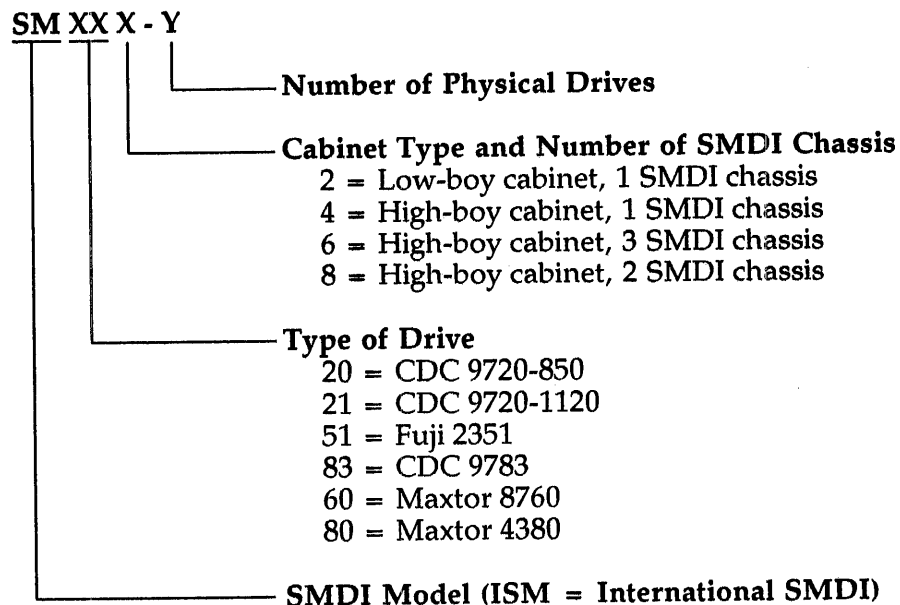 SM XX X - Y
Number of Physical Drives
Cabinet Type and Number of SMDI Chassis
2 = Low-boy cabinet, 1 SMDI chassis
4 = High-boy cabinet, 1 SMDI chassis
6 = High-boy cabinet, 3 SMDI chassis
8 = High-boy cabinet, 2 SMDI chassis
Type of Drive
20 = CDC 9720-850
21 = CDC 9720-1120
51 = Fuji 2351
83 = CDC 9783
60 = Maxtor 8760
80 = Maxtor 4380
SMDI Model (ISM = International SMDI)